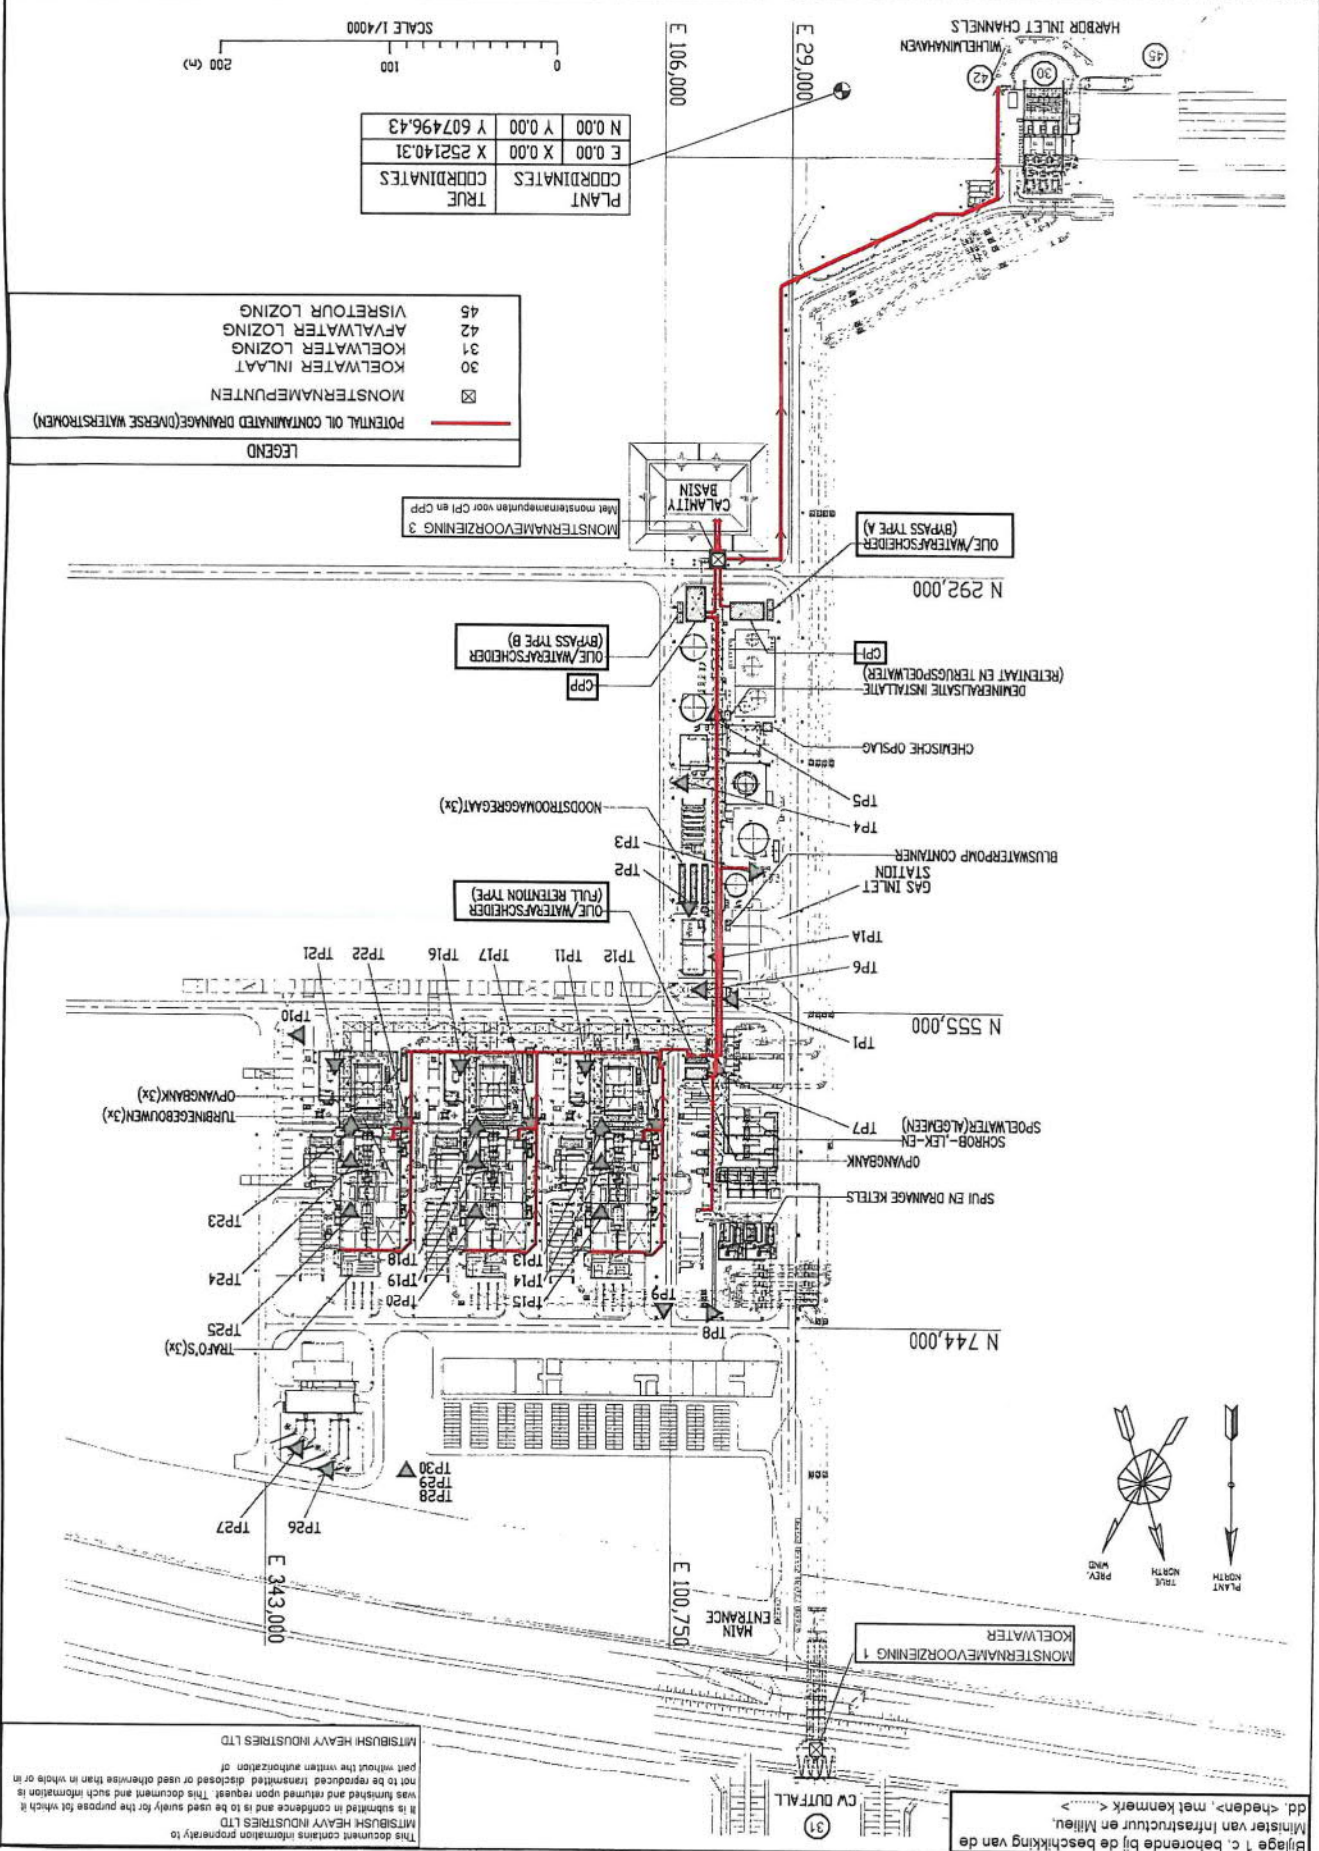 Bijlage 1 c, behorende bij de beschikking van de
Minister van Infrastructuur en Milieu,
dd. <heden>, met kenmerk <........>
This document contains information properaty to
MITSIBUSHI HEAVY INDUSTRIES LTD
It is submitted in confidence and is to be used surely for the purpose fot which it
was furnished and returned upon request. This document and such information is
not to be reproduced transmitted disclosed or used otherwise than in whole or in
part without the written authorization of
MITSIBUSHI HEAVY INDUSTRIES LTD
31
CW OUTFALL
MONSTERNAMEVOORZIENING 1
KOELWATER
MAIN
ENTRANCE
E 100,750
E 343,000
PLANT
NORTH
TRUE
NORTH
PREV.
WIND
TP26
TP27
TP28
TP29
TP30
N 744,000
TP8
TP9
TRAFO'S(3x)
TP25
TP24
TP23
TP15
TP14
TP13
TP20
TP19
TP18
SPUI EN DRAINAGE KETELS
OPVANGBANK
SCHROB-,LEK-EN
SPOELWATER(ALGEMEEN)
TP7
TURBINEGEBOUWEN(3x)
OPVANGBANK(3x)
TP10
TP1
N 555,000
TP6
TP1A
TP12
TP11
TP17
TP16
TP22
TP21
GAS INLET
STATION
BLUSWATERPOMP CONTAINER
OLIE/WATERAFSCHEIDER
(FULL RETENTION TYPE)
TP2
TP3
TP4
TP5
NOODSTROOMAGGREGAAT(3x)
CHEMISCHE OPSLAG
DEMINERALISATIE INSTALLATIE
(RETENTAAT EN TERUGSPOELWATER)
CPI
CPP
OLIE/WATERAFSCHEIDER
(BYPASS TYPE B)
N 292,000
OLIE/WATERAFSCHEIDER
(BYPASS TYPE A)
MONSTERNAMEVOORZIENING 3
Met monsternamepunten voor CPI en CPP
CALAMITY
BASIN
LEGEND
POTENTIAL OIL CONTAMINATED DRAINAGE(DIVERSE WATERSTROMEN)
MONSTERNAMEPUNTEN
30 KOELWATER INLAAT
31 KOELWATER LOZING
42 AFVALWATER LOZING
45 VISRETOUR LOZING
PLANT
COORDINATES
TRUE
COORDINATES
E 0.00 X 0.00 X 252140.31
N 0.00 Y 0.00 Y 607496.43
E 29,000
E 106,000
0 100 200 (m)
SCALE 1/4000
45
30
42
WILHELMINAHAVEN
HARBOR INLET CHANNELS